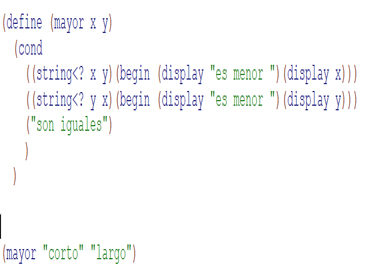 (define (mayor x y)
(cond
((string<? x y)(begin (display "es menor ")(display x)))
((string<? y x)(begin (display "es menor ")(display y)))
("son iguales")
)
)
(mayor "corto" "largo")